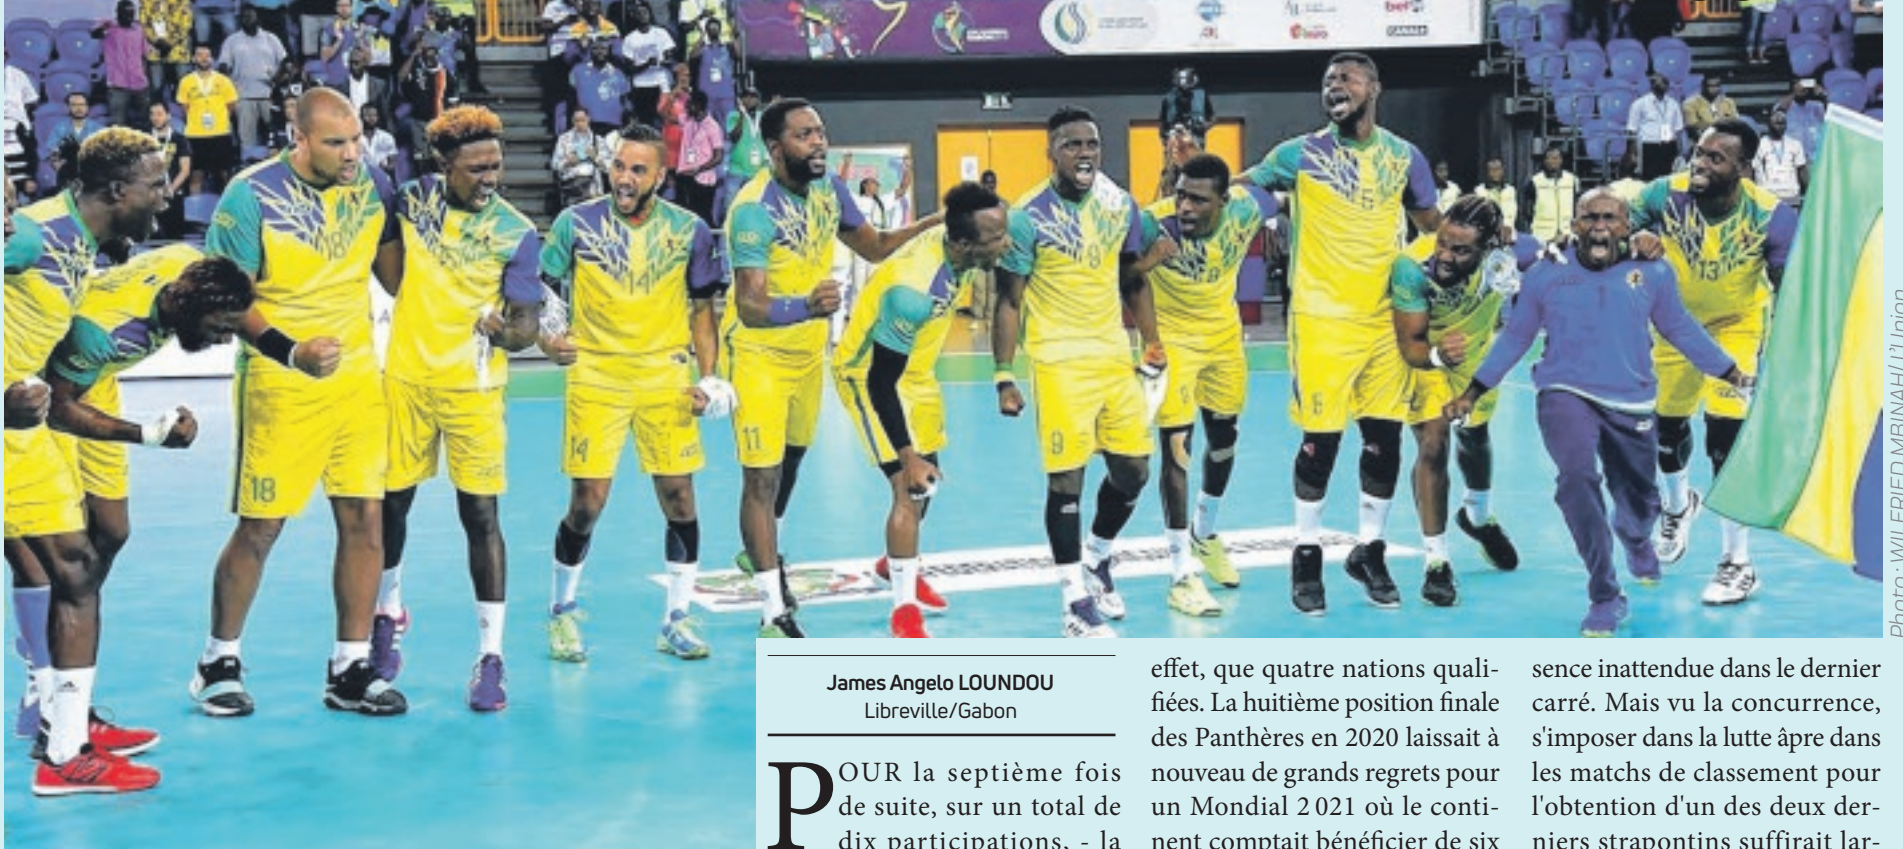 18
18
14
14
11
9
9
5
13
Photo : WILFRIED MBINAH / L'Union
James Angelo LOUNDOU
Libreville/Gabon
POUR la septième fois
de suite, sur un total de
dix participations, - la
effet, que quatre nations quali-
fiées. La huitième position finale
des Panthères en 2020 laissait à
nouveau de grands regrets pour
un Mondial 2021 où le conti-
nent comptait bénéficier de six
sence inattendue dans le dernier
carré. Mais vu la concurrence,
s'imposer dans la lutte âpre dans
les matchs de classement pour
l'obtention d'un des deux der-
niers strapontins suffirait lar-